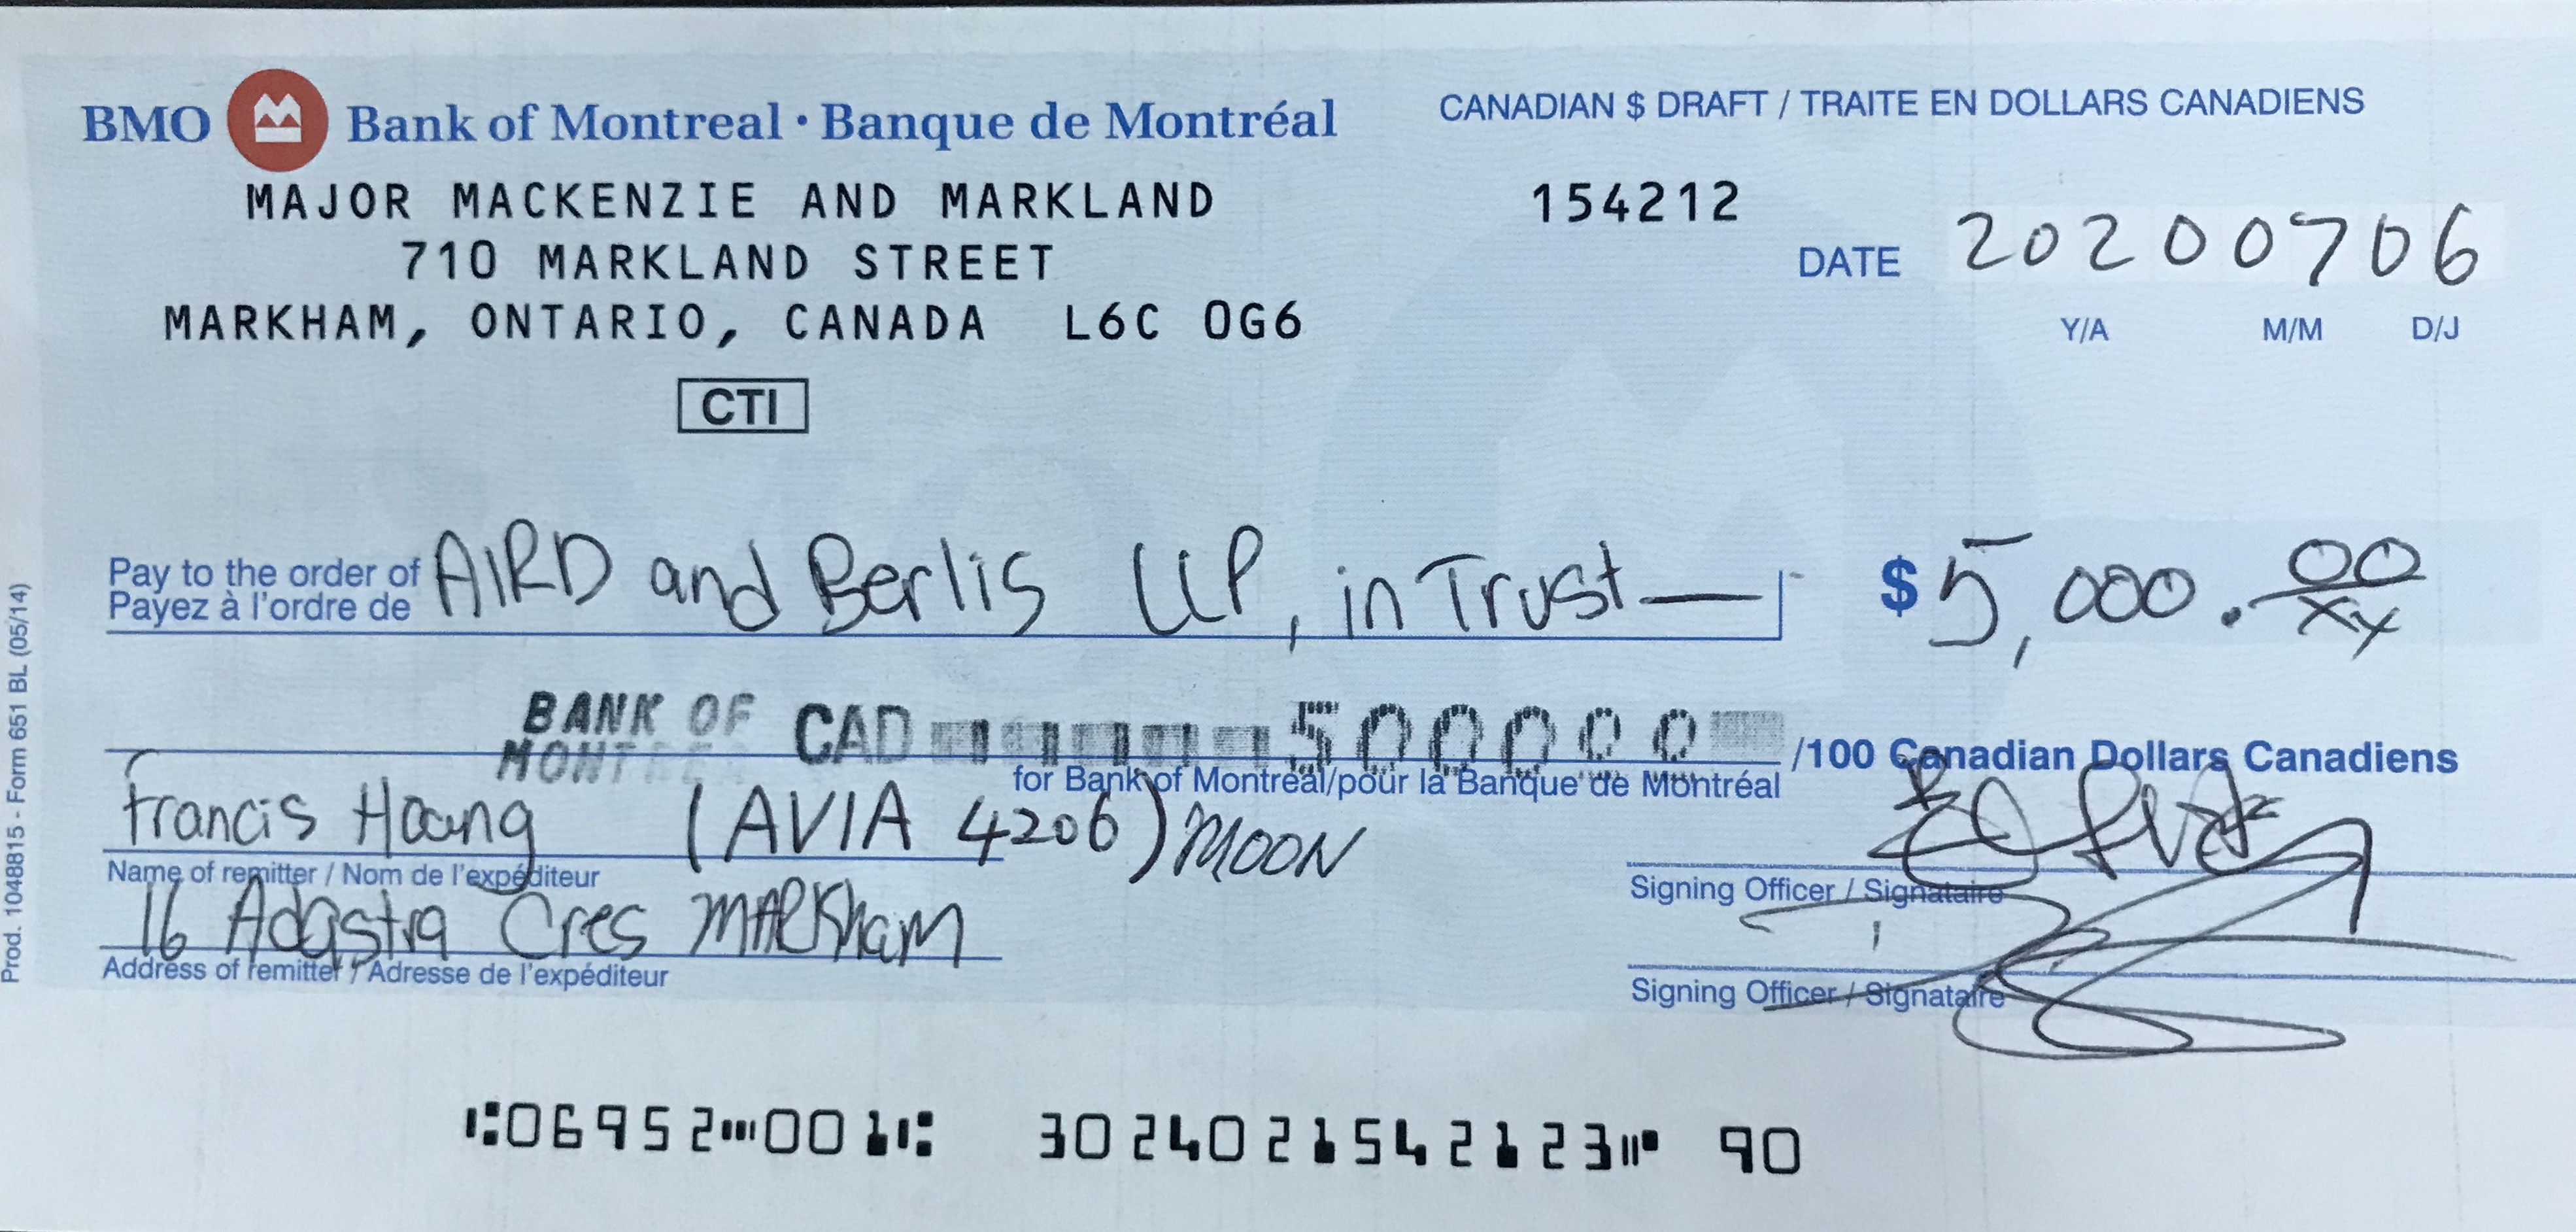 BMO Bank of Montreal · Banque de Montréal
CANADIAN $ DRAFT / TRAITE EN DOLLARS CANADIENS
MAJOR MACKENZIE AND MARKLAND
154212
710 MARKLAND STREET
DATE 20200706
MARKHAM, ONTARIO, CANADA L6C 0G6
Y/A M/M D/J
CTI
Pay to the order of
Payez à l'ordre de
AIRD and Berlis LLP, in Trust
$5,000.00/xx
BANK OF
MONTREAL
CAD 500000
/100 Canadian Dollars Canadiens
for Bank of Montreal/pour la Banque de Montréal
Francis Hoang (AVIA 4206) MOON
Name of remitter / Nom de l'expéditeur
Signing Officer / Signataire
16 Adastra Cres MARKham
Address of remitter / Adresse de l'expéditeur
Signing Officer / Signataire
Prod. 1048815 - Form 651 BL (05/14)
⑆06952⑉001⑆ 302402154212 3⑈ 90